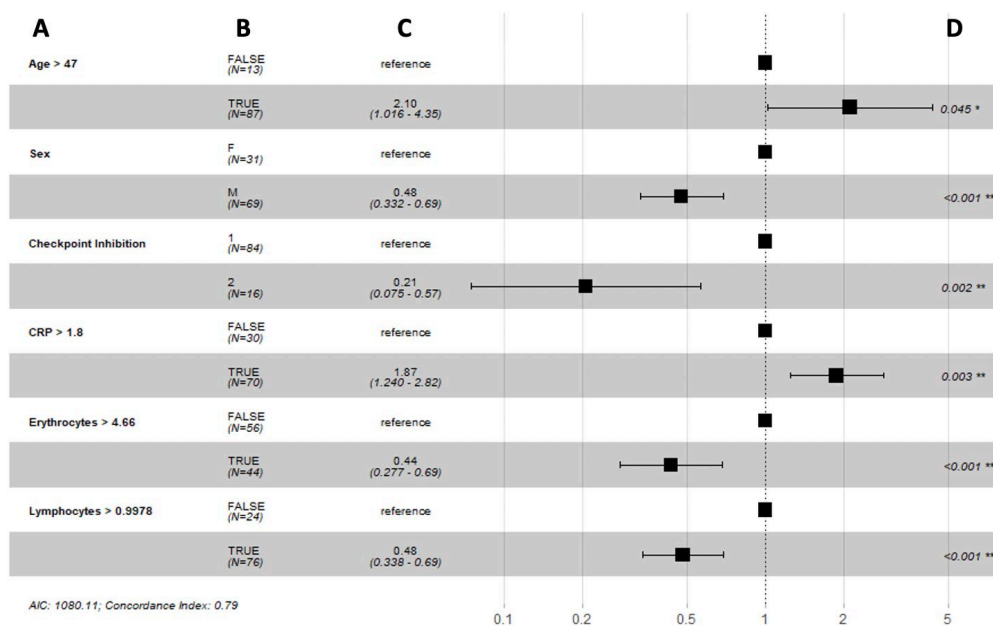 A B C D
Age > 47 FALSE reference
(N=13)
TRUE 2.10 0.045 *
(N=87) (1.016 - 4.35)
Sex F reference
(N=31)
M 0.48 <0.001 **
(N=69) (0.332 - 0.69)
Checkpoint Inhibition 1 reference
(N=84)
2 0.21 0.002 **
(N=16) (0.075 - 0.57)
CRP > 1.8 FALSE reference
(N=30)
TRUE 1.87 0.003 **
(N=70) (1.240 - 2.82)
Erythrocytes > 4.66 FALSE reference
(N=56)
TRUE 0.44 <0.001 **
(N=44) (0.277 - 0.69)
Lymphocytes > 0.9978 FALSE reference
(N=24)
TRUE 0.48 <0.001 **
(N=76) (0.338 - 0.69)
AIC: 1080.11; Concordance Index: 0.79
0.1 0.2 0.5 1 2 5